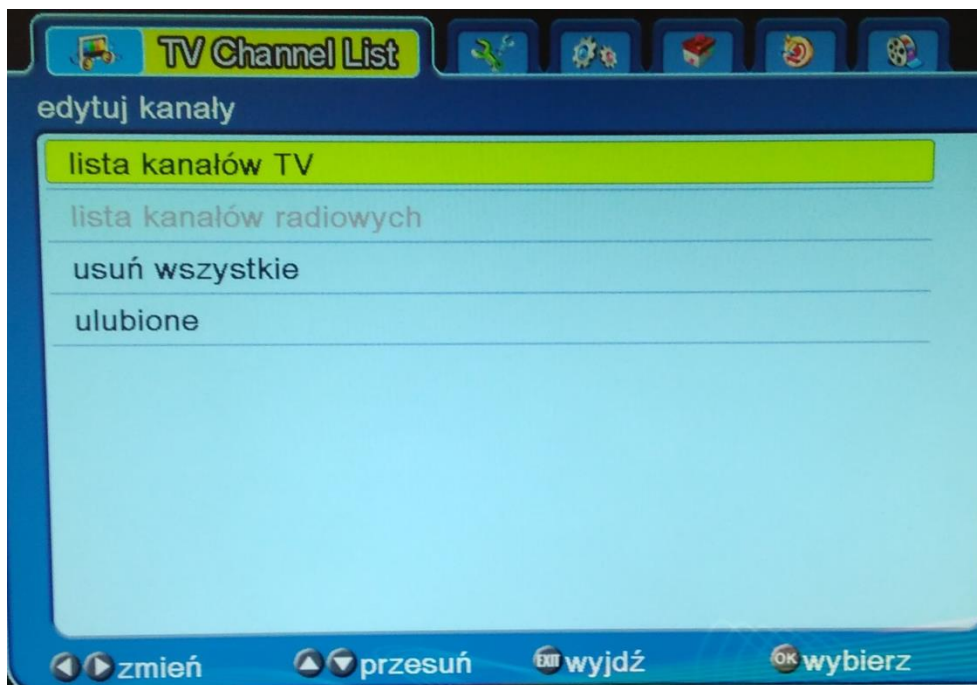 TV Channel List
edytuj kanały
lista kanałów TV
lista kanałów radiowych
usuń wszystkie
ulubione
zmień przesuń EXIT wyjdź OK wybierz